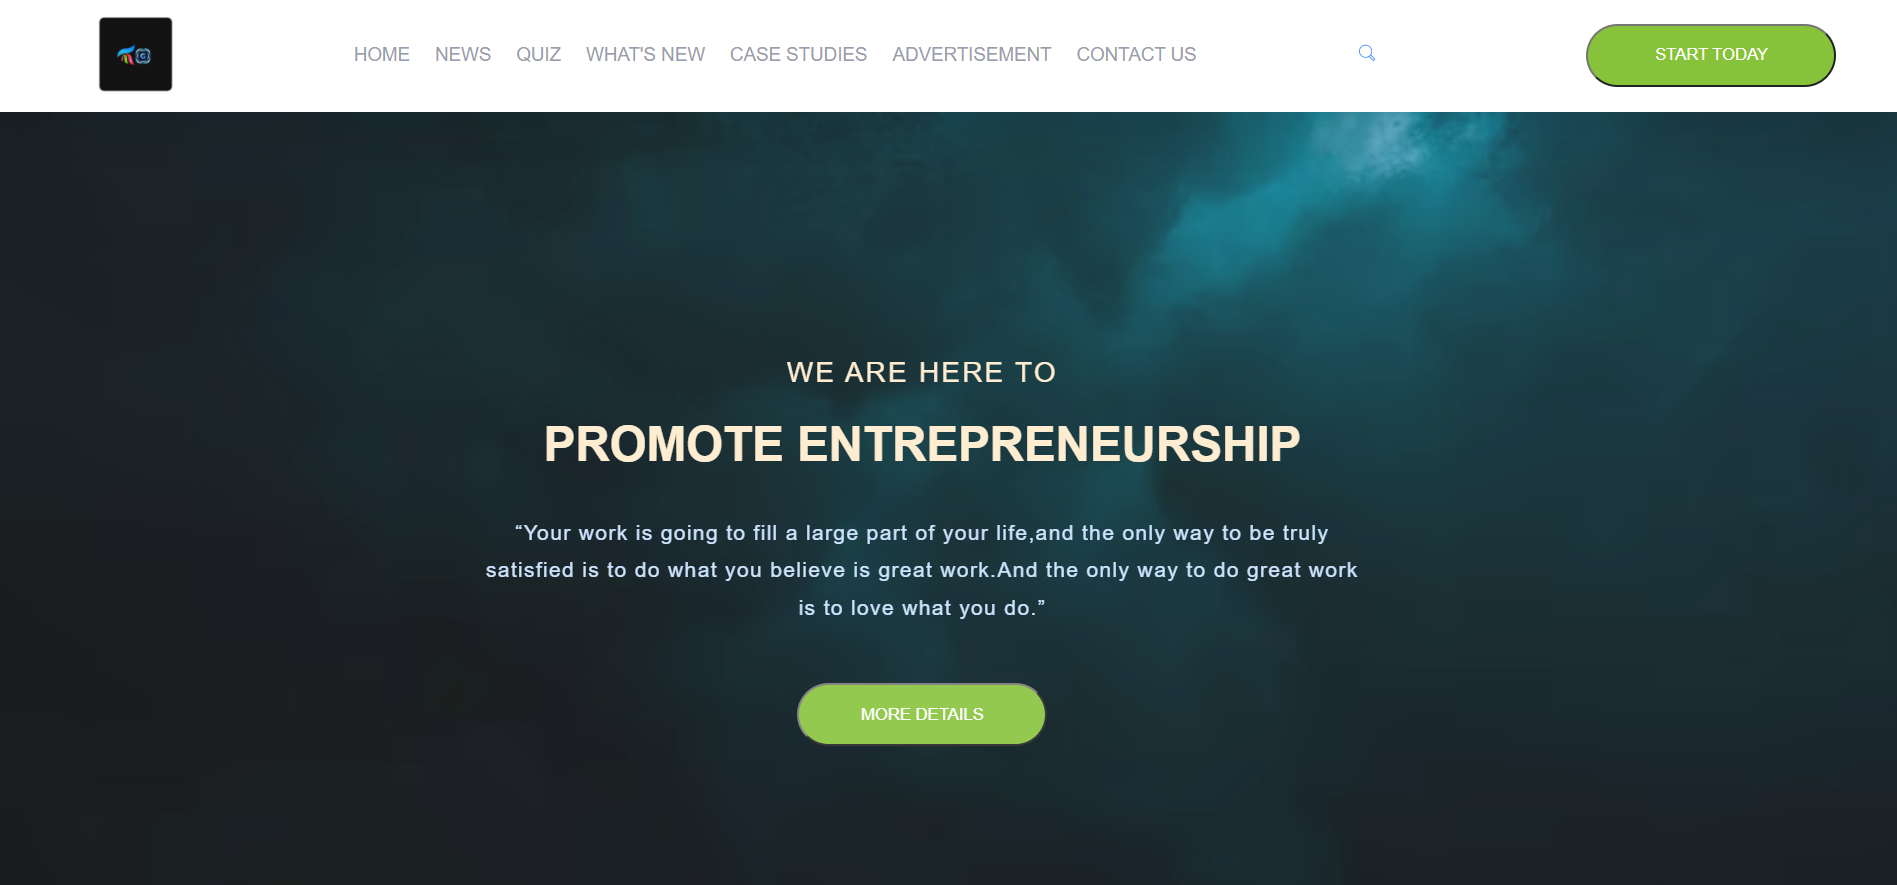 HOME NEWS QUIZ WHAT'S NEW CASE STUDIES ADVERTISEMENT CONTACT US START TODAY
WE ARE HERE TO
PROMOTE ENTREPRENEURSHIP
“Your work is going to fill a large part of your life,and the only way to be truly
satisfied is to do what you believe is great work.And the only way to do great work
is to love what you do.”
MORE DETAILS